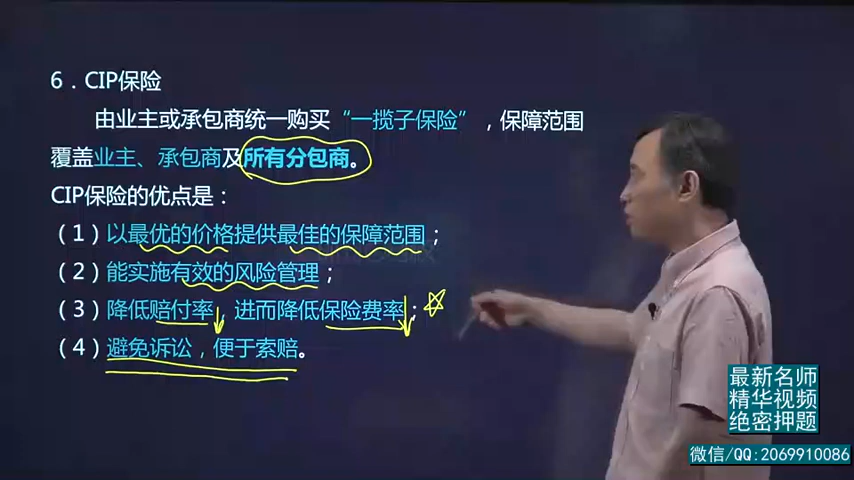 6．CIP保险
由业主或承包商统一购买“一揽子保险”，保障范围
覆盖业主、承包商及所有分包商。
CIP保险的优点是：
（1）以最优的价格提供最佳的保障范围；
（2）能实施有效的风险管理；
（3）降低赔付率，进而降低保险费率；
（4）避免诉讼，便于索赔。
最新名师
精华视频
绝密押题
微信/QQ:2069910086